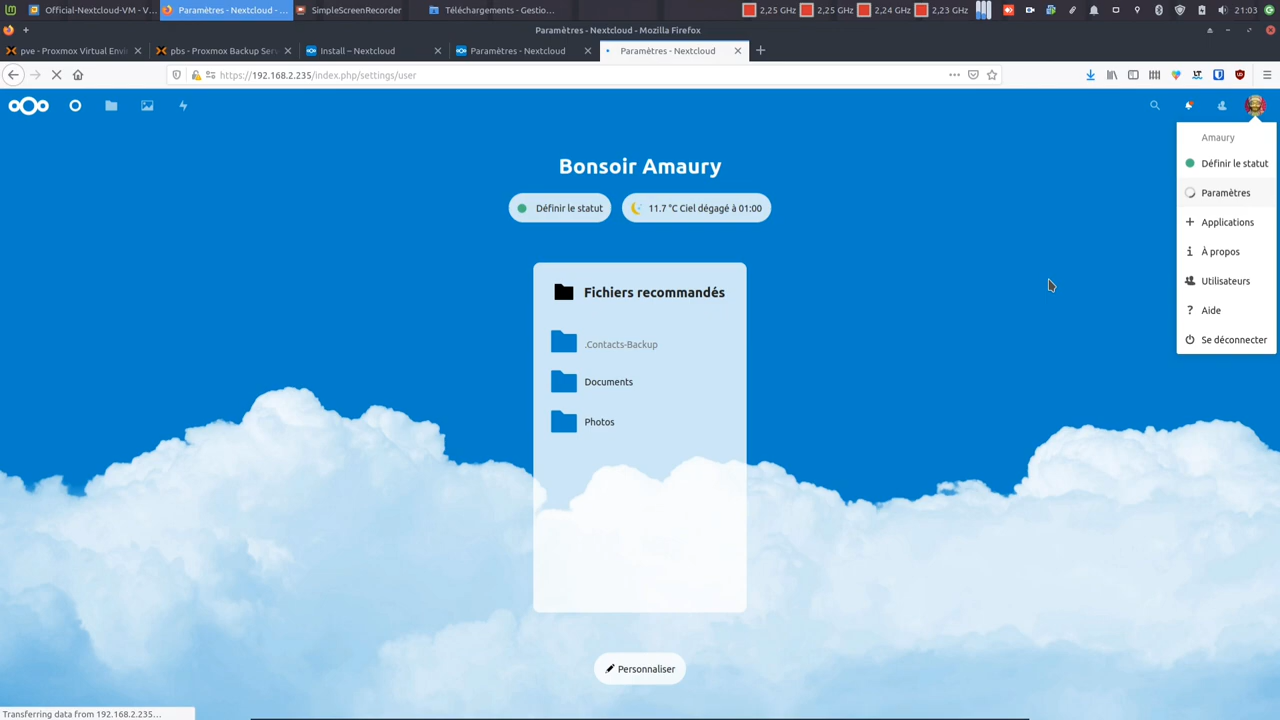 Official-Nextcloud-VM - V...
Paramètres - Nextcloud - ...
SimpleScreenRecorder
Téléchargements - Gestio...
2,25 GHz
2,25 GHz
2,24 GHz
2,23 GHz
21:03
Paramètres - Nextcloud - Mozilla Firefox
pve - Proxmox Virtual Envi
pbs - Proxmox Backup Serv
Install – Nextcloud
Paramètres - Nextcloud
Paramètres - Nextcloud
https://192.168.2.235/index.php/settings/user
Bonsoir Amaury
Définir le statut
11.7 °C Ciel dégagé à 01:00
Fichiers recommandés
.Contacts-Backup
Documents
Photos
Personnaliser
Amaury
Définir le statut
Paramètres
Applications
À propos
Utilisateurs
Aide
Se déconnecter
Transferring data from 192.168.2.235...